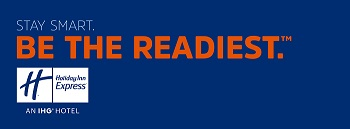 STAY SMART.
BE THE READIEST.™
H Holiday Inn
Express
AN IHG® HOTEL